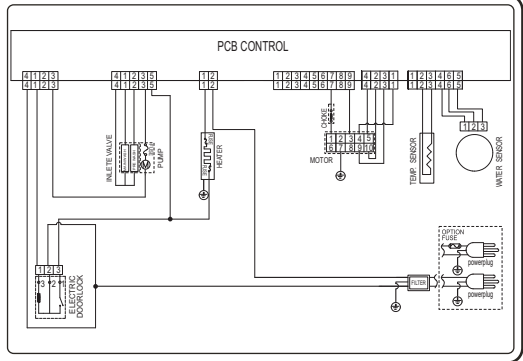 PCB CONTROL
4 1 2 3
4 1 2 3
4 1 2 3 5
4 1 2 3 5
1 2
1 2
1 2 3 4 5 6 7 8 9
1 2 3 4 5 6 7 8 9
4 2 3 1
4 2 3 1
1 2 3 4 6 5
1 2 3 4 6 5
INLETE VALVE
PUMP
M
HEATER
CHOKE
1 2 3 4 5
6 7 8 9 10
MOTOR
TEMP. SENSOR
1 2 3
WATER SENSOR
1 2 3
3 2 1
ELECTRIC
DOORLOCK
FILTER
OPTION
FUSE
powerplug
powerplug